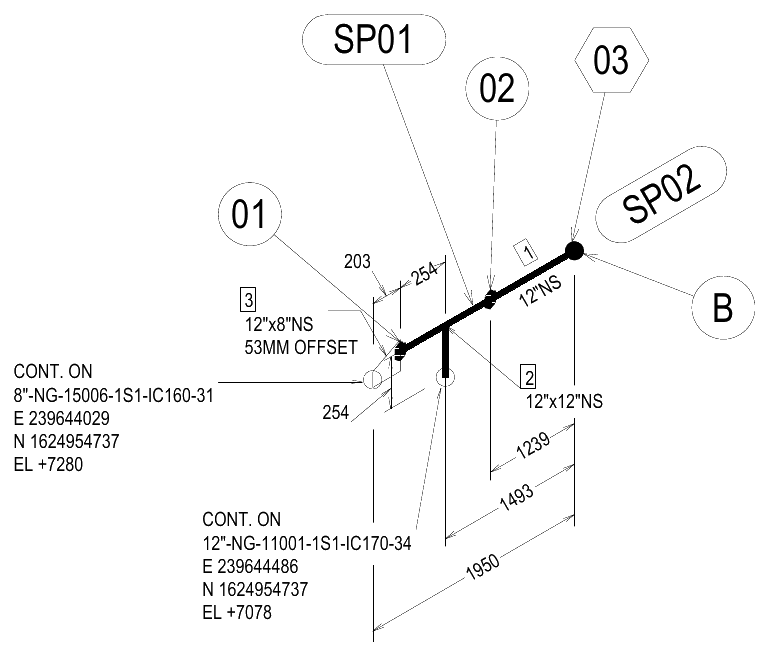 SP01
03
02
SP02
01
203
254
1
12"NS
B
3
12"x8"NS
53MM OFFSET
CONT. ON
8"-NG-15006-1S1-IC160-31
E 239644029
N 1624954737
EL +7280
254
2
12"x12"NS
1239
1493
CONT. ON
12"-NG-11001-1S1-IC170-34
E 239644486
N 1624954737
EL +7078
1950